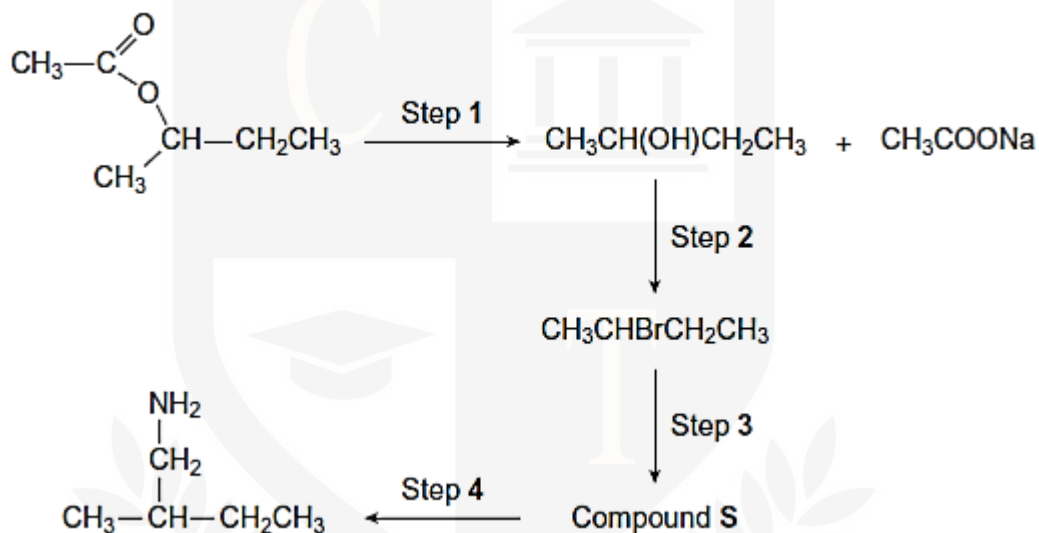 O
CH₃—C
O
Step 1
CH—CH₂CH₃
CH₃CH(OH)CH₂CH₃ + CH₃COONa
CH₃
Step 2
CH₃CHBrCH₂CH₃
NH₂
Step 3
CH₂
Step 4
CH₃—CH—CH₂CH₃
Compound S
C
T